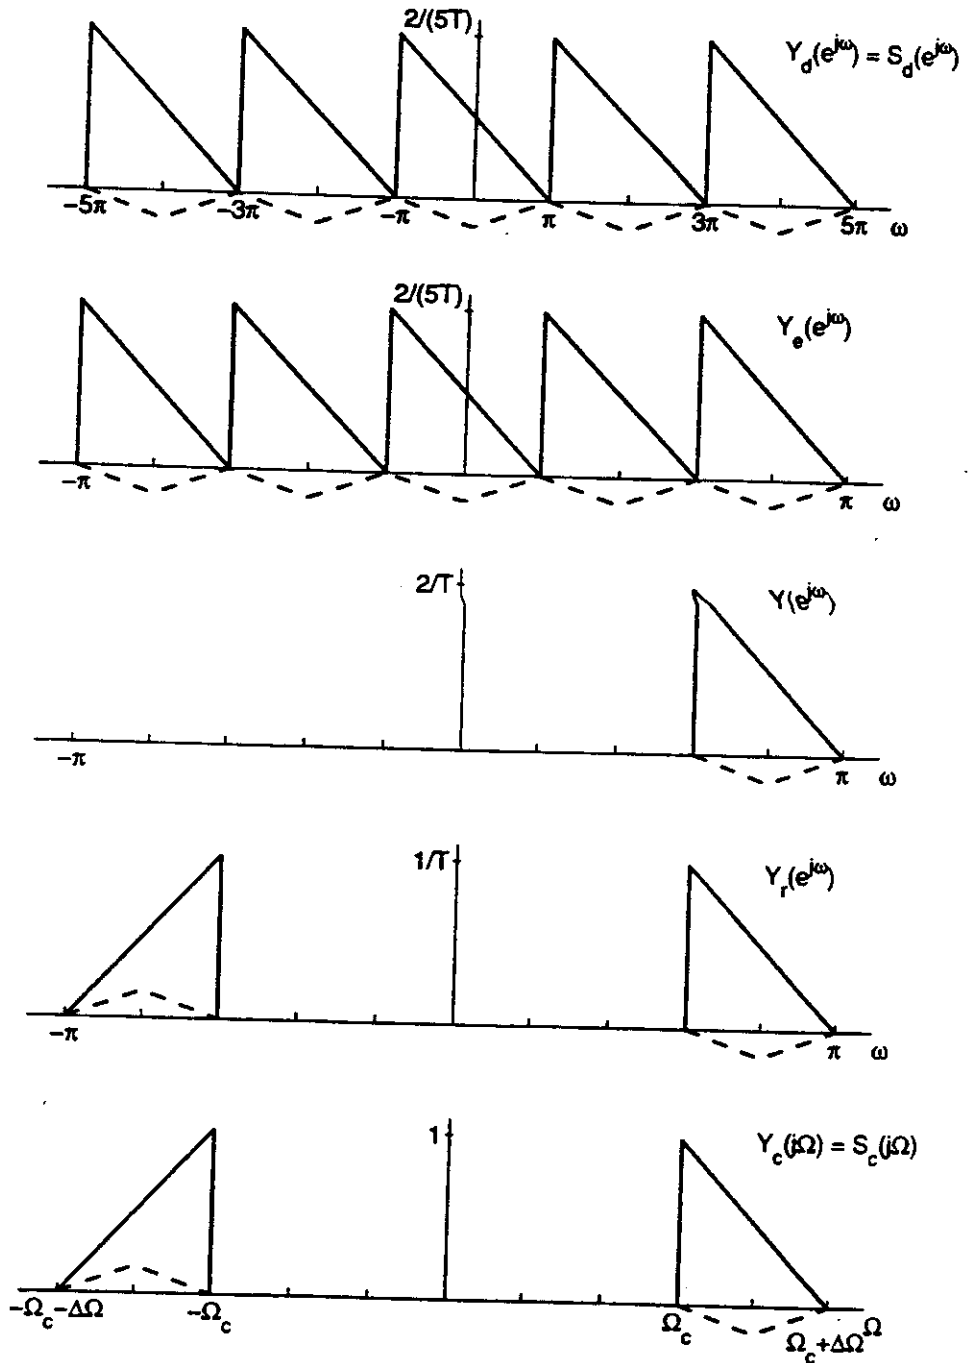 2/(5T)
Y_d(e^{jω}) = S_d(e^{jω})
−5π −3π −π π 3π 5π ω
2/(5T)
Y_e(e^{jω})
−π π ω
2/T
Y(e^{jω})
−π π ω
1/T
Y_r(e^{jω})
−π π ω
1
Y_c(jΩ) = S_c(jΩ)
−Ω_c−ΔΩ −Ω_c Ω_c Ω_c+ΔΩ Ω